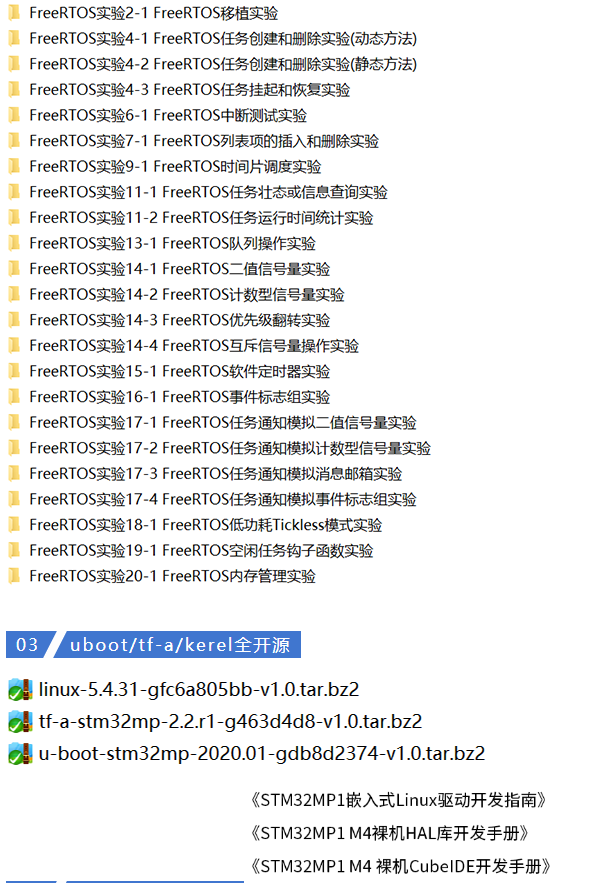 FreeRTOS实验2-1 FreeRTOS移植实验
FreeRTOS实验4-1 FreeRTOS任务创建和删除实验(动态方法)
FreeRTOS实验4-2 FreeRTOS任务创建和删除实验(静态方法)
FreeRTOS实验4-3 FreeRTOS任务挂起和恢复实验
FreeRTOS实验6-1 FreeRTOS中断测试实验
FreeRTOS实验7-1 FreeRTOS列表项的插入和删除实验
FreeRTOS实验9-1 FreeRTOS时间片调度实验
FreeRTOS实验11-1 FreeRTOS任务壮态或信息查询实验
FreeRTOS实验11-2 FreeRTOS任务运行时间统计实验
FreeRTOS实验13-1 FreeRTOS队列操作实验
FreeRTOS实验14-1 FreeRTOS二值信号量实验
FreeRTOS实验14-2 FreeRTOS计数型信号量实验
FreeRTOS实验14-3 FreeRTOS优先级翻转实验
FreeRTOS实验14-4 FreeRTOS互斥信号量操作实验
FreeRTOS实验15-1 FreeRTOS软件定时器实验
FreeRTOS实验16-1 FreeRTOS事件标志组实验
FreeRTOS实验17-1 FreeRTOS任务通知模拟二值信号量实验
FreeRTOS实验17-2 FreeRTOS任务通知模拟计数型信号量实验
FreeRTOS实验17-3 FreeRTOS任务通知模拟消息邮箱实验
FreeRTOS实验17-4 FreeRTOS任务通知模拟事件标志组实验
FreeRTOS实验18-1 FreeRTOS低功耗Tickless模式实验
FreeRTOS实验19-1 FreeRTOS空闲任务钩子函数实验
FreeRTOS实验20-1 FreeRTOS内存管理实验
03 uboot/tf-a/kerel全开源
linux-5.4.31-gfc6a805bb-v1.0.tar.bz2
tf-a-stm32mp-2.2.r1-g463d4d8-v1.0.tar.bz2
u-boot-stm32mp-2020.01-gdb8d2374-v1.0.tar.bz2
《STM32MP1嵌入式Linux驱动开发指南》
《STM32MP1 M4裸机HAL库开发手册》
《STM32MP1 M4 裸机CubeIDE开发手册》